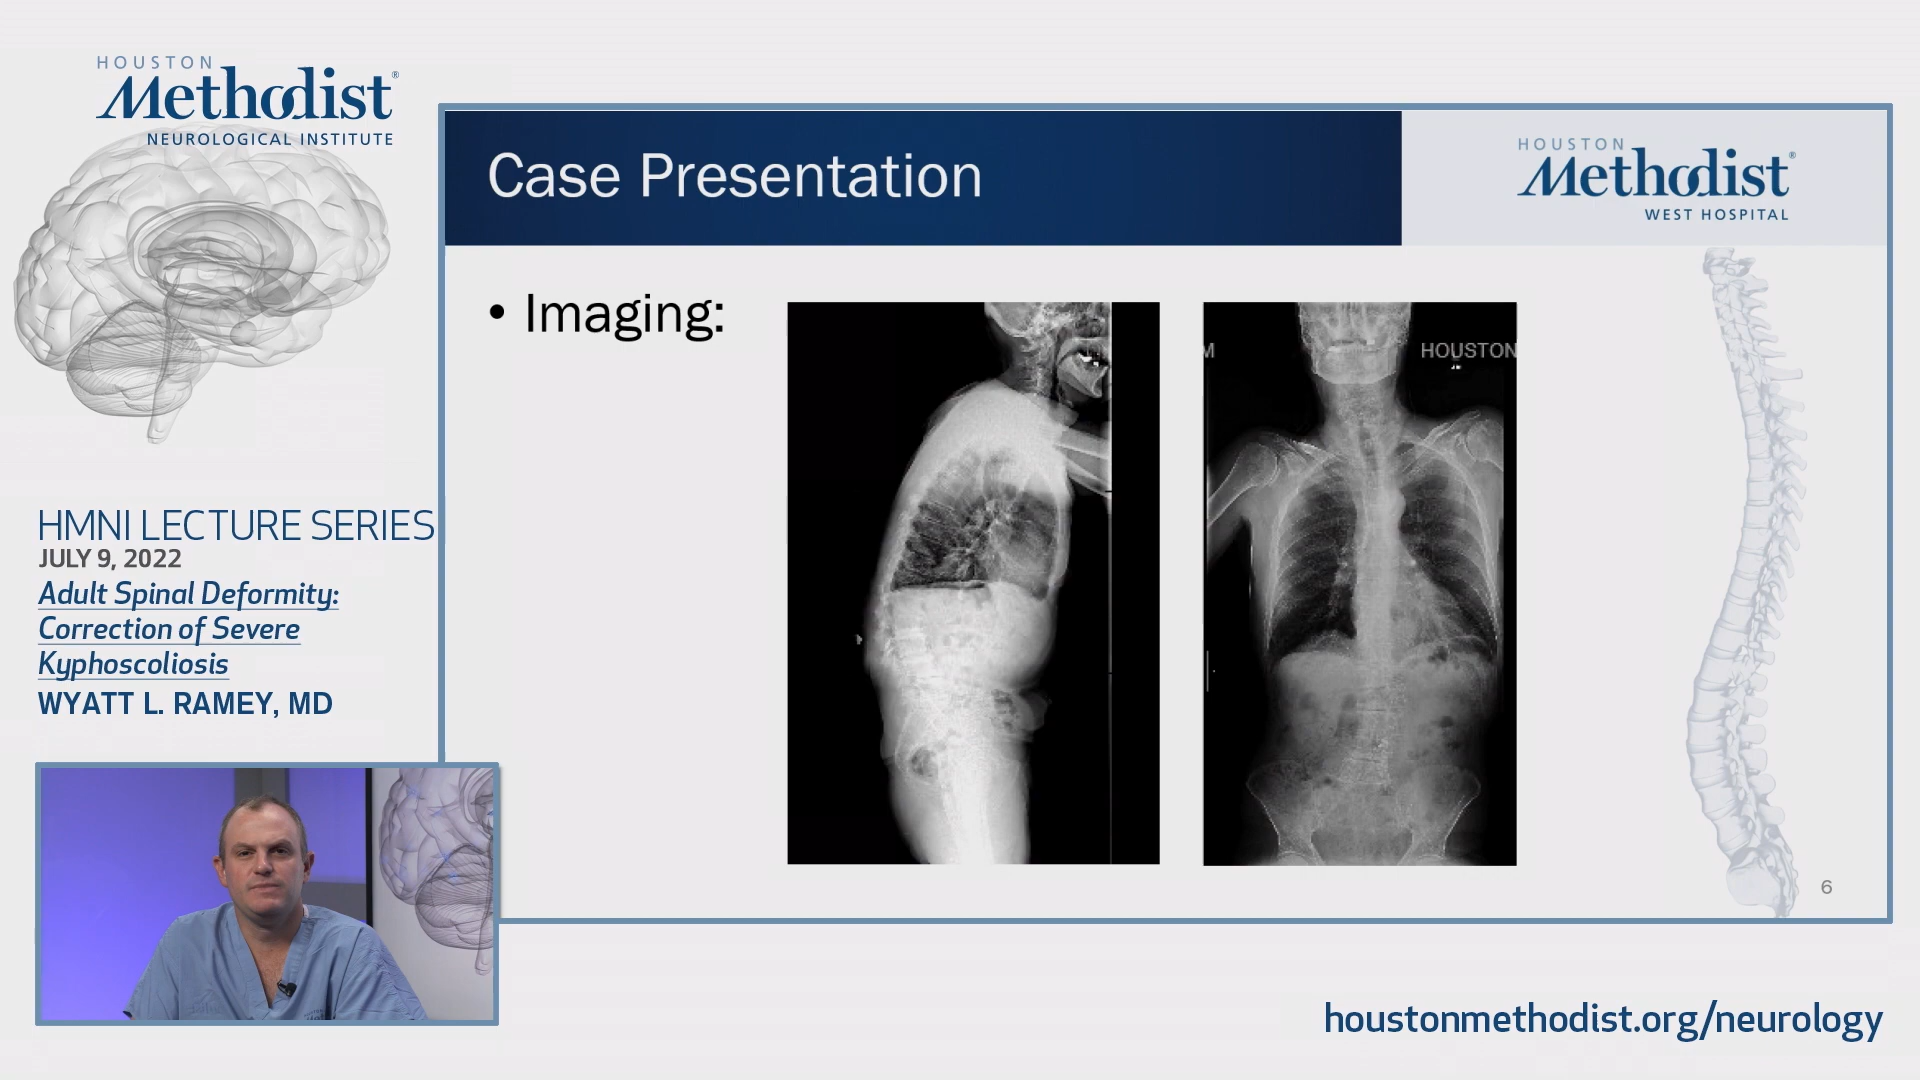 HOUSTON
Methodist®
NEUROLOGICAL INSTITUTE
HMNI LECTURE SERIES
JULY 9, 2022
Adult Spinal Deformity:
Correction of Severe
Kyphoscoliosis
WYATT L. RAMEY, MD
Case Presentation
HOUSTON
Methodist®
WEST HOSPITAL
• Imaging:
M
HOUSTON
6
houstonmethodist.org/neurology